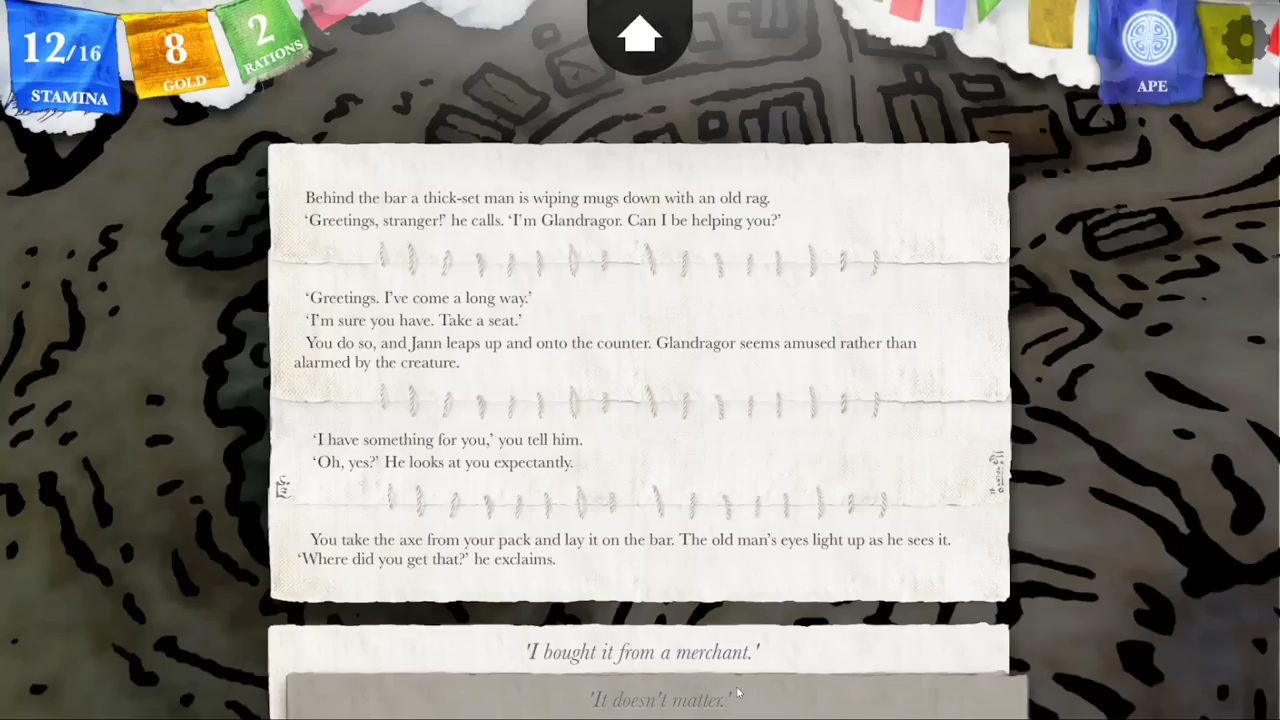 12/16
STAMINA
8
GOLD
2
RATIONS
APE
Behind the bar a thick-set man is wiping mugs down with an old rag.
‘Greetings, stranger!’ he calls. ‘I’m Glandragor. Can I be helping you?’
‘Greetings. I’ve come a long way.’
‘I’m sure you have. Take a seat.’
You do so, and Jann leaps up and onto the counter. Glandragor seems amused rather than
alarmed by the creature.
‘I have something for you,’ you tell him.
‘Oh, yes?’ He looks at you expectantly.
You take the axe from your pack and lay it on the bar. The old man’s eyes light up as he sees it.
‘Where did you get that?’ he exclaims.
'I bought it from a merchant.'
'It doesn't matter.'